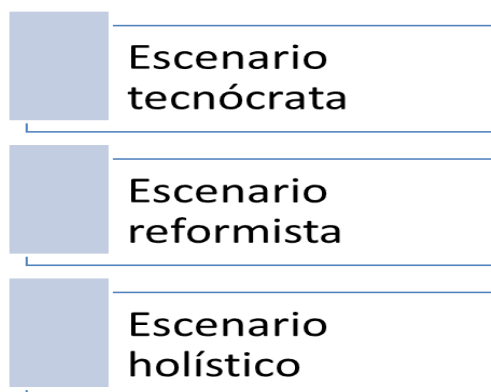 Escenario
tecnócrata
Escenario
reformista
Escenario
holístico